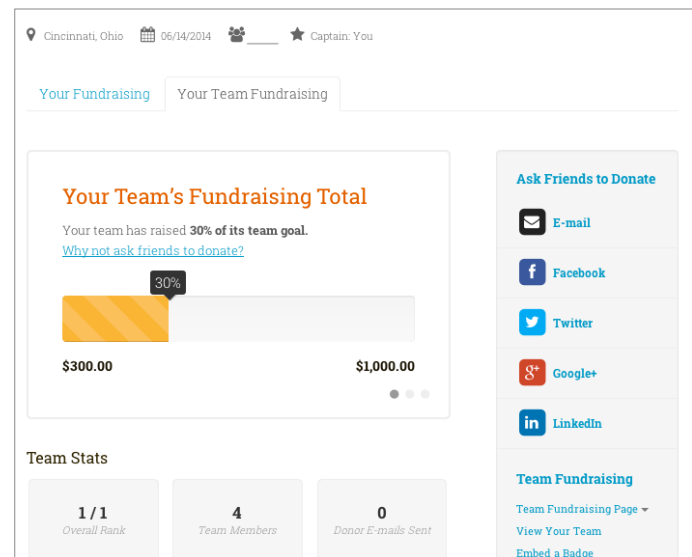 Cincinnati, Ohio 06/14/2014 Captain: You
Your Fundraising Your Team Fundraising
Your Team's Fundraising Total
Your team has raised 30% of its team goal.
Why not ask friends to donate?
30%
$300.00 $1,000.00
Team Stats
1 / 1
Overall Rank
4
Team Members
0
Donor E-mails Sent
Ask Friends to Donate
E-mail
f Facebook
Twitter
g+ Google+
in LinkedIn
Team Fundraising
Team Fundraising Page
View Your Team
Embed a Badge